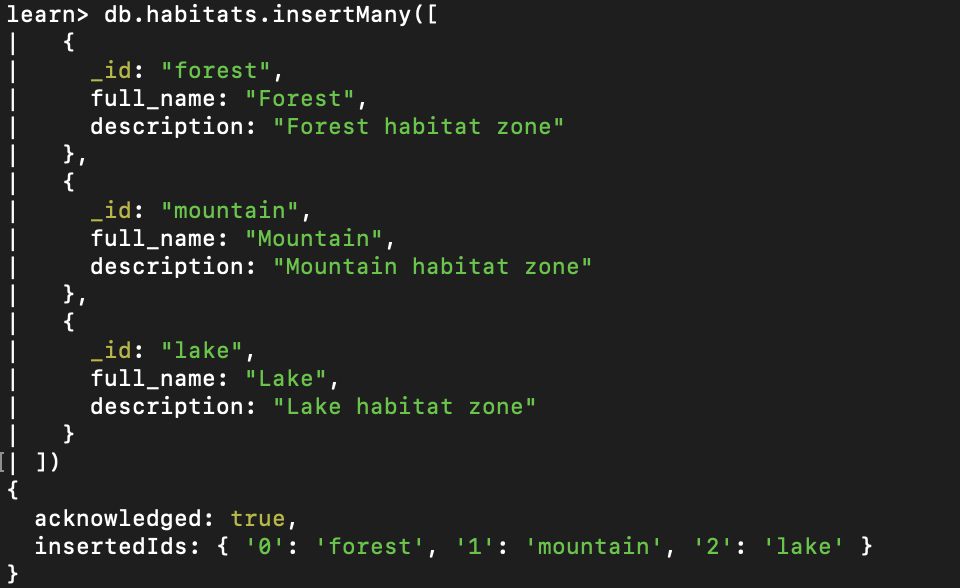 learn> db.habitats.insertMany([
|   {
|     _id: "forest",
|     full_name: "Forest",
|     description: "Forest habitat zone"
|   },
|   {
|     _id: "mountain",
|     full_name: "Mountain",
|     description: "Mountain habitat zone"
|   },
|   {
|     _id: "lake",
|     full_name: "Lake",
|     description: "Lake habitat zone"
|   }
[| ])
{
  acknowledged: true,
  insertedIds: { '0': 'forest', '1': 'mountain', '2': 'lake' }
}